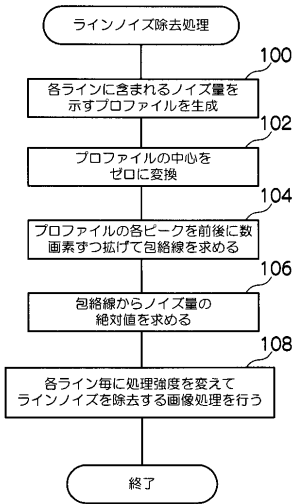 ラインノイズ除去処理
100
各ラインに含まれるノイズ量を
示すプロファイルを生成
102
プロファイルの中心を
ゼロに変換
104
プロファイルの各ピークを前後に数
画素ずつ拡げて包絡線を求める
106
包絡線からノイズ量の
絶対値を求める
108
各ライン毎に処理強度を変えて
ラインノイズを除去する画像処理を行う
終了